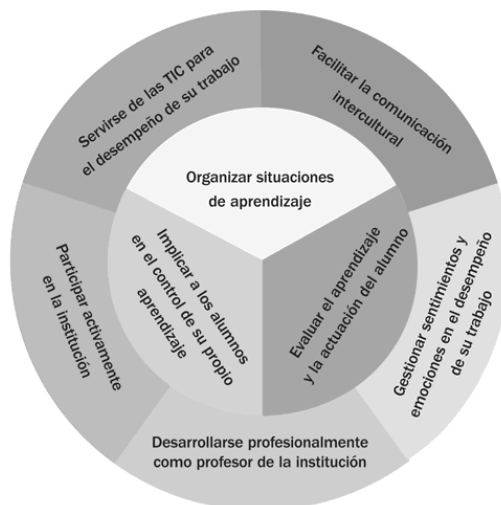 Servirse de las TIC para
el desempeño de su trabajo
Facilitar la comunicación
intercultural
Organizar situaciones
de aprendizaje
Implicar a los alumnos
en el control de su propio
aprendizaje
Evaluar el aprendizaje
y la actuación del alumno
Participar activamente
en la institución
Gestionar sentimientos y
emociones en el desempeño
de su trabajo
Desarrollarse profesionalmente
como profesor de la institución